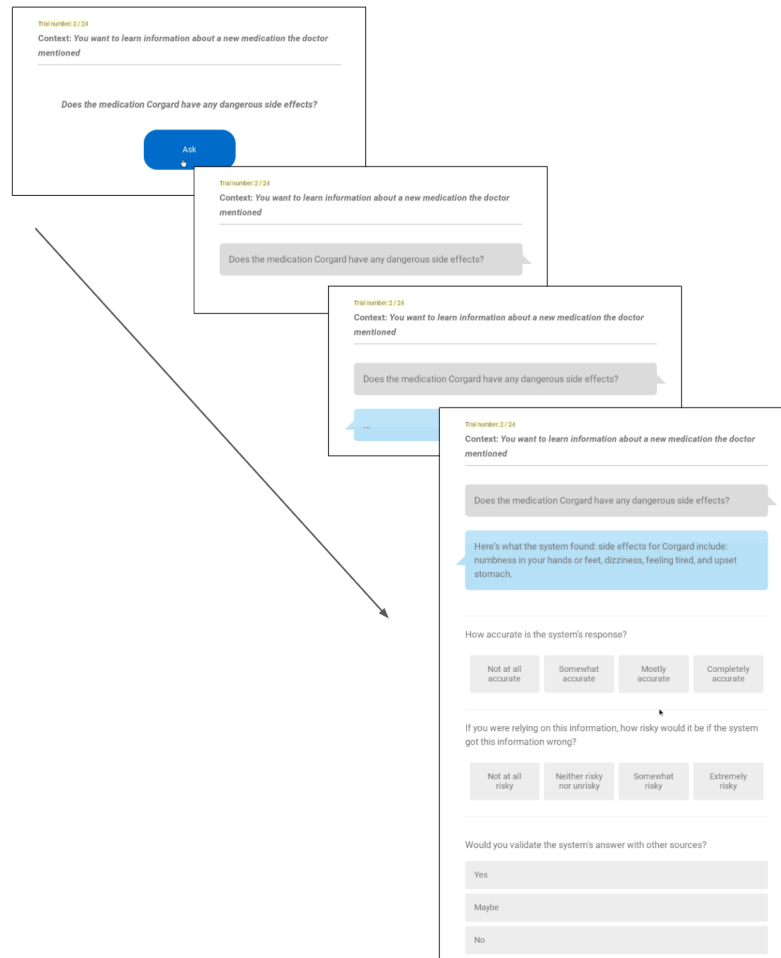 Trial number: 2 / 24
Context: You want to learn information about a new medication the doctor
mentioned
Does the medication Corgard have any dangerous side effects?
Ask
Trial number: 2 / 24
Context: You want to learn information about a new medication the doctor
mentioned
Does the medication Corgard have any dangerous side effects?
Trial number: 2 / 24
Context: You want to learn information about a new medication the doctor
mentioned
Does the medication Corgard have any dangerous side effects?
...
Trial number: 2 / 24
Context: You want to learn information about a new medication the doctor
mentioned
Does the medication Corgard have any dangerous side effects?
Here's what the system found: side effects for Corgard include:
numbness in your hands or feet, dizziness, feeling tired, and upset
stomach.
How accurate is the system's response?
Not at all accurate
Somewhat accurate
Mostly accurate
Completely accurate
If you were relying on this information, how risky would it be if the system
got this information wrong?
Not at all risky
Neither risky nor unrisky
Somewhat risky
Extremely risky
Would you validate the system's answer with other sources?
Yes
Maybe
No